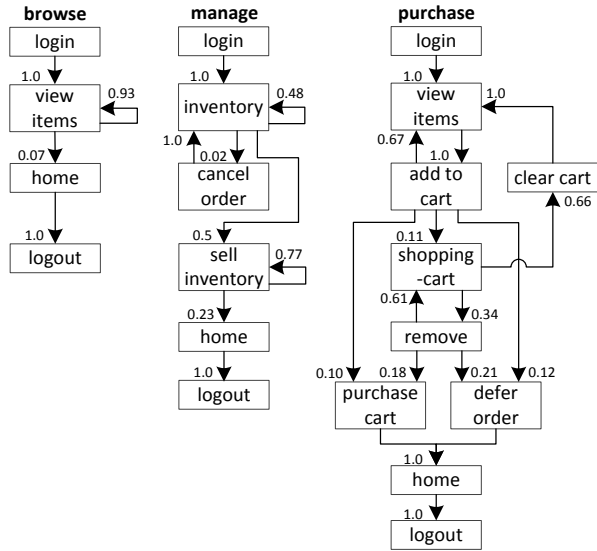 browse
login
1.0
view
items
0.93
0.07
home
1.0
logout
manage
login
1.0
inventory
0.48
1.0
0.02
cancel
order
0.5
sell
inventory
0.77
0.23
home
1.0
logout
purchase
login
1.0
1.0
view
items
0.67
1.0
add to
cart
clear cart
0.66
0.11
shopping
-cart
0.61
0.34
remove
0.10
0.18
0.21
0.12
purchase
cart
defer
order
1.0
home
1.0
logout